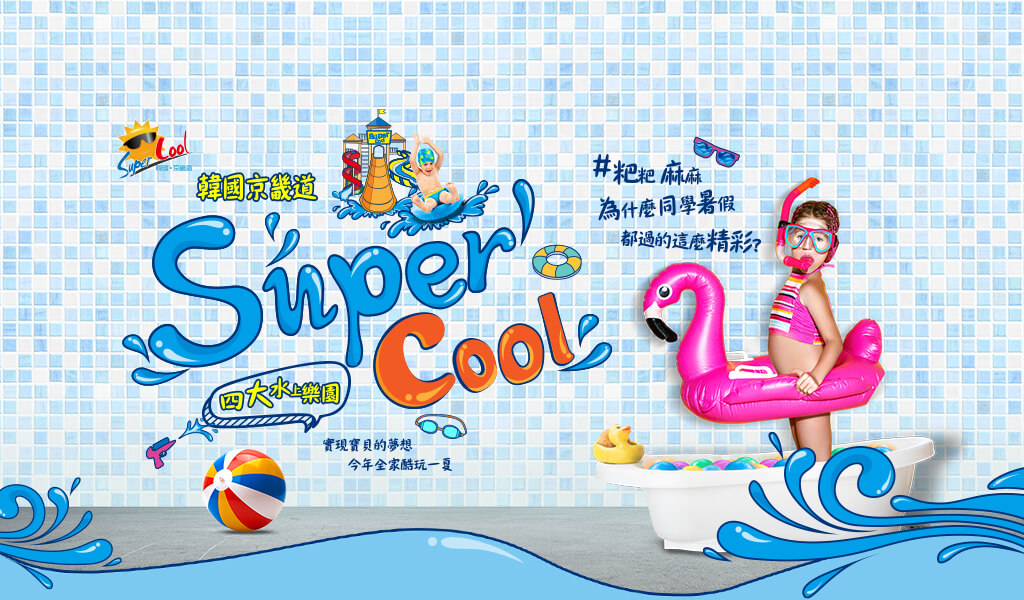 Super Cool
韓國京畿道
Super
Cool
四大水上樂園
實現寶貝的夢想
今年全家酷玩一夏
#粑粑 麻麻
為什麼同學暑假
都過的這麼精彩?